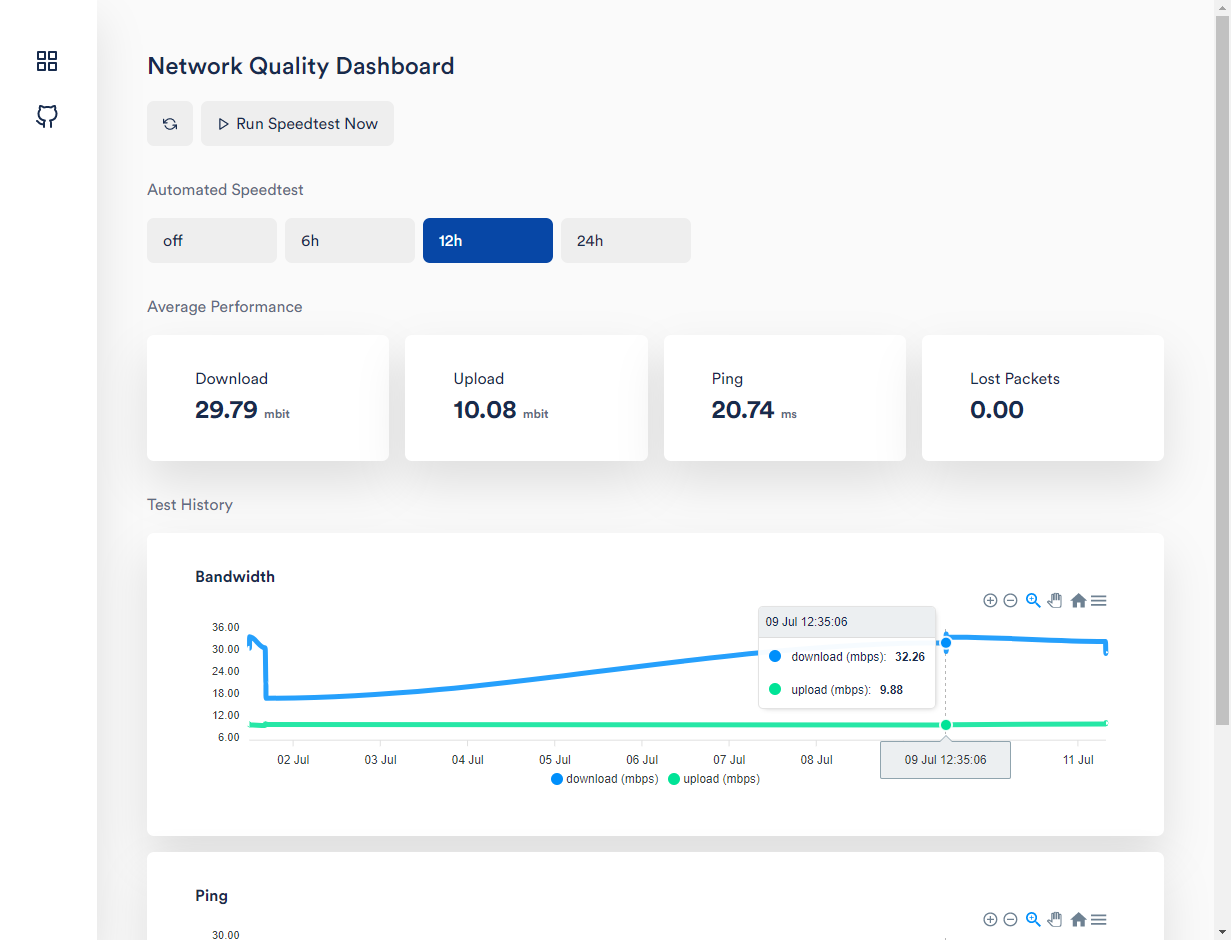 Network Quality Dashboard
Run Speedtest Now
Automated Speedtest
off 6h 12h 24h
Average Performance
Download Upload Ping Lost Packets
29.79 mbit 10.08 mbit 20.74 ms 0.00
Test History
Bandwidth
36.00
30.00
24.00
18.00
12.00
6.00
09 Jul 12:35:06
download (mbps): 32.26
upload (mbps): 9.88
02 Jul 03 Jul 04 Jul 05 Jul 06 Jul 07 Jul 08 Jul 09 Jul 12:35:06 11 Jul
download (mbps) upload (mbps)
Ping
30.00